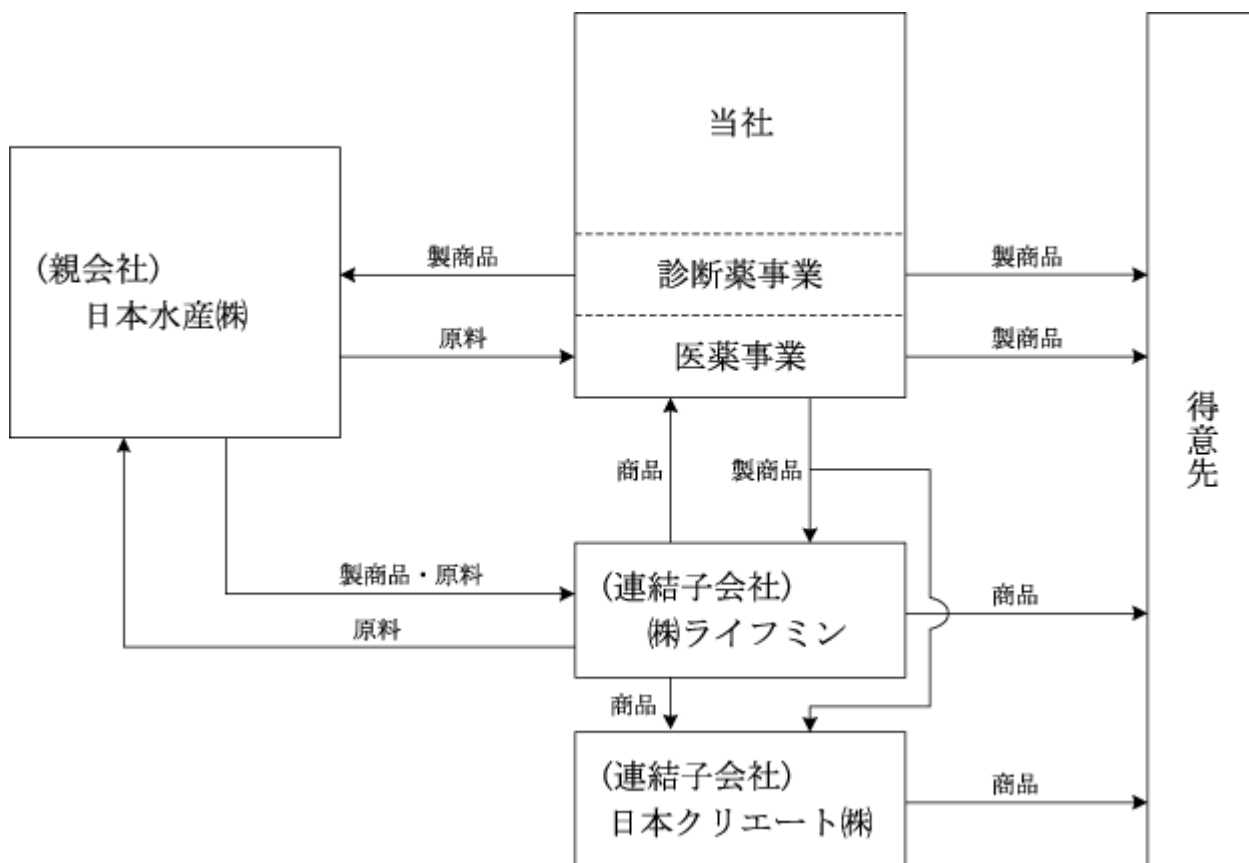 当社
(親会社)
日本水産㈱
製商品
診断薬事業
製商品
原料
医薬事業
製商品
得意先
商品
製商品
製商品・原料
(連結子会社)
㈱ライフミン
商品
原料
商品
(連結子会社)
日本クリエート㈱
商品